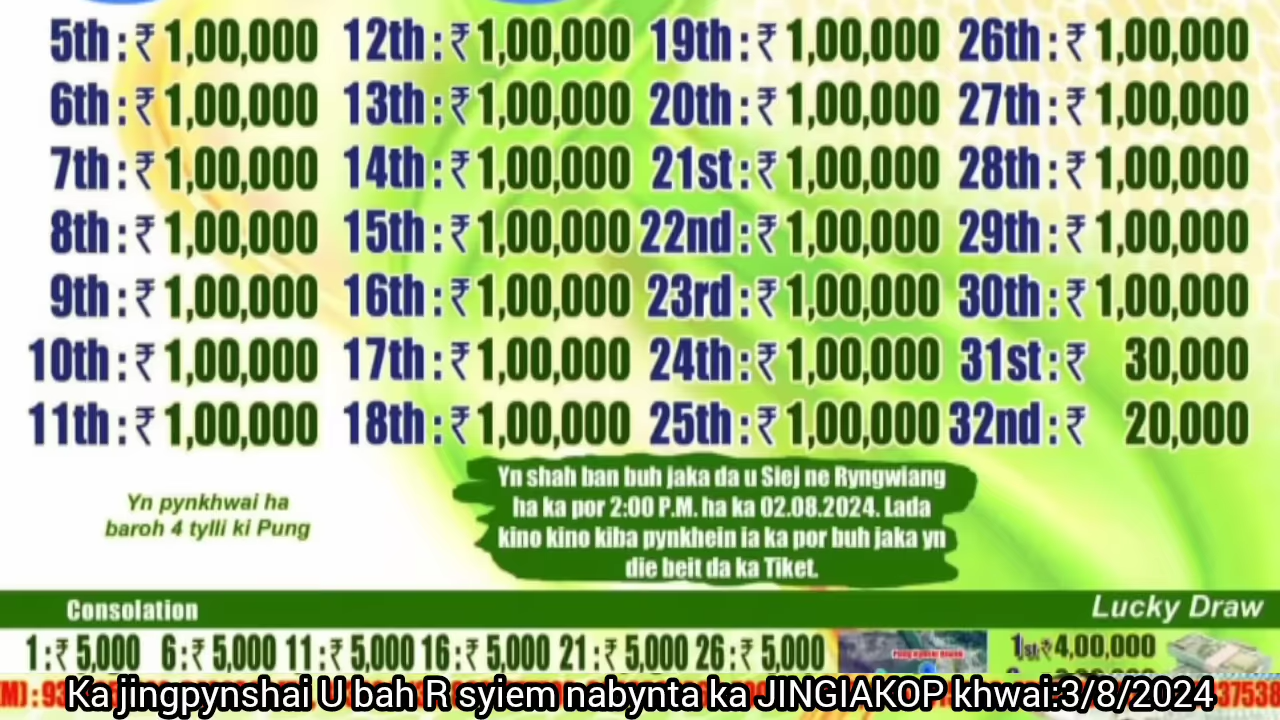 5th : ₹ 1,00,000 12th : ₹ 1,00,000 19th : ₹ 1,00,000 26th : ₹ 1,00,000
6th : ₹ 1,00,000 13th : ₹ 1,00,000 20th : ₹ 1,00,000 27th : ₹ 1,00,000
7th : ₹ 1,00,000 14th : ₹ 1,00,000 21st : ₹ 1,00,000 28th : ₹ 1,00,000
8th : ₹ 1,00,000 15th : ₹ 1,00,000 22nd : ₹ 1,00,000 29th : ₹ 1,00,000
9th : ₹ 1,00,000 16th : ₹ 1,00,000 23rd : ₹ 1,00,000 30th : ₹ 1,00,000
10th : ₹ 1,00,000 17th : ₹ 1,00,000 24th : ₹ 1,00,000 31st : ₹ 30,000
11th : ₹ 1,00,000 18th : ₹ 1,00,000 25th : ₹ 1,00,000 32nd : ₹ 20,000
Yn pynkhwai ha
baroh 4 tylli ki Pung
Yn shah ban buh jaka da u Siej ne Ryngwiang
ha ka por 2:00 P.M. ha ka 02.08.2024. Lada
kino kino kiba pynkhein ia ka por buh jaka yn
die beit da ka Tiket.
Consolation
Lucky Draw
1 : ₹ 5,000 6 : ₹ 5,000 11 : ₹ 5,000 16 : ₹ 5,000 21 : ₹ 5,000 26 : ₹ 5,000
1st ₹ 4,00,000
Ka jingpynshai U bah R syiem nabynta ka JINGIAKOP khwai:3/8/2024